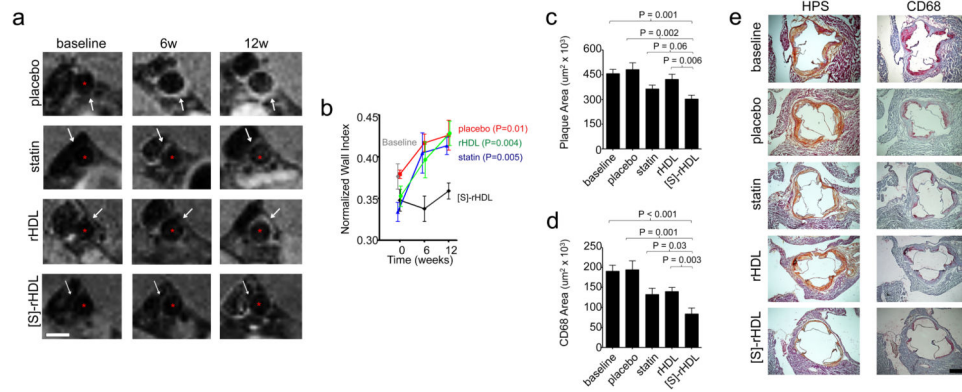 a
baseline
6w
12w
placebo
statin
rHDL
[S]-rHDL
b
Normalized Wall Index
0.45
0.40
0.35
0.30
Baseline
placebo (P=0.01)
rHDL (P=0.004)
statin (P=0.005)
[S]-rHDL
0
6
12
Time (weeks)
c
P = 0.001
P = 0.002
P = 0.06
P = 0.006
Plaque Area (um² x 10³)
600
450
300
150
0
baseline
placebo
statin
rHDL
[S]-rHDL
d
P < 0.001
P = 0.001
P = 0.03
P = 0.003
CD68 Area (um² x 10³)
250
200
150
100
50
0
baseline
placebo
statin
rHDL
[S]-rHDL
e
HPS
CD68
baseline
placebo
statin
rHDL
[S]-rHDL